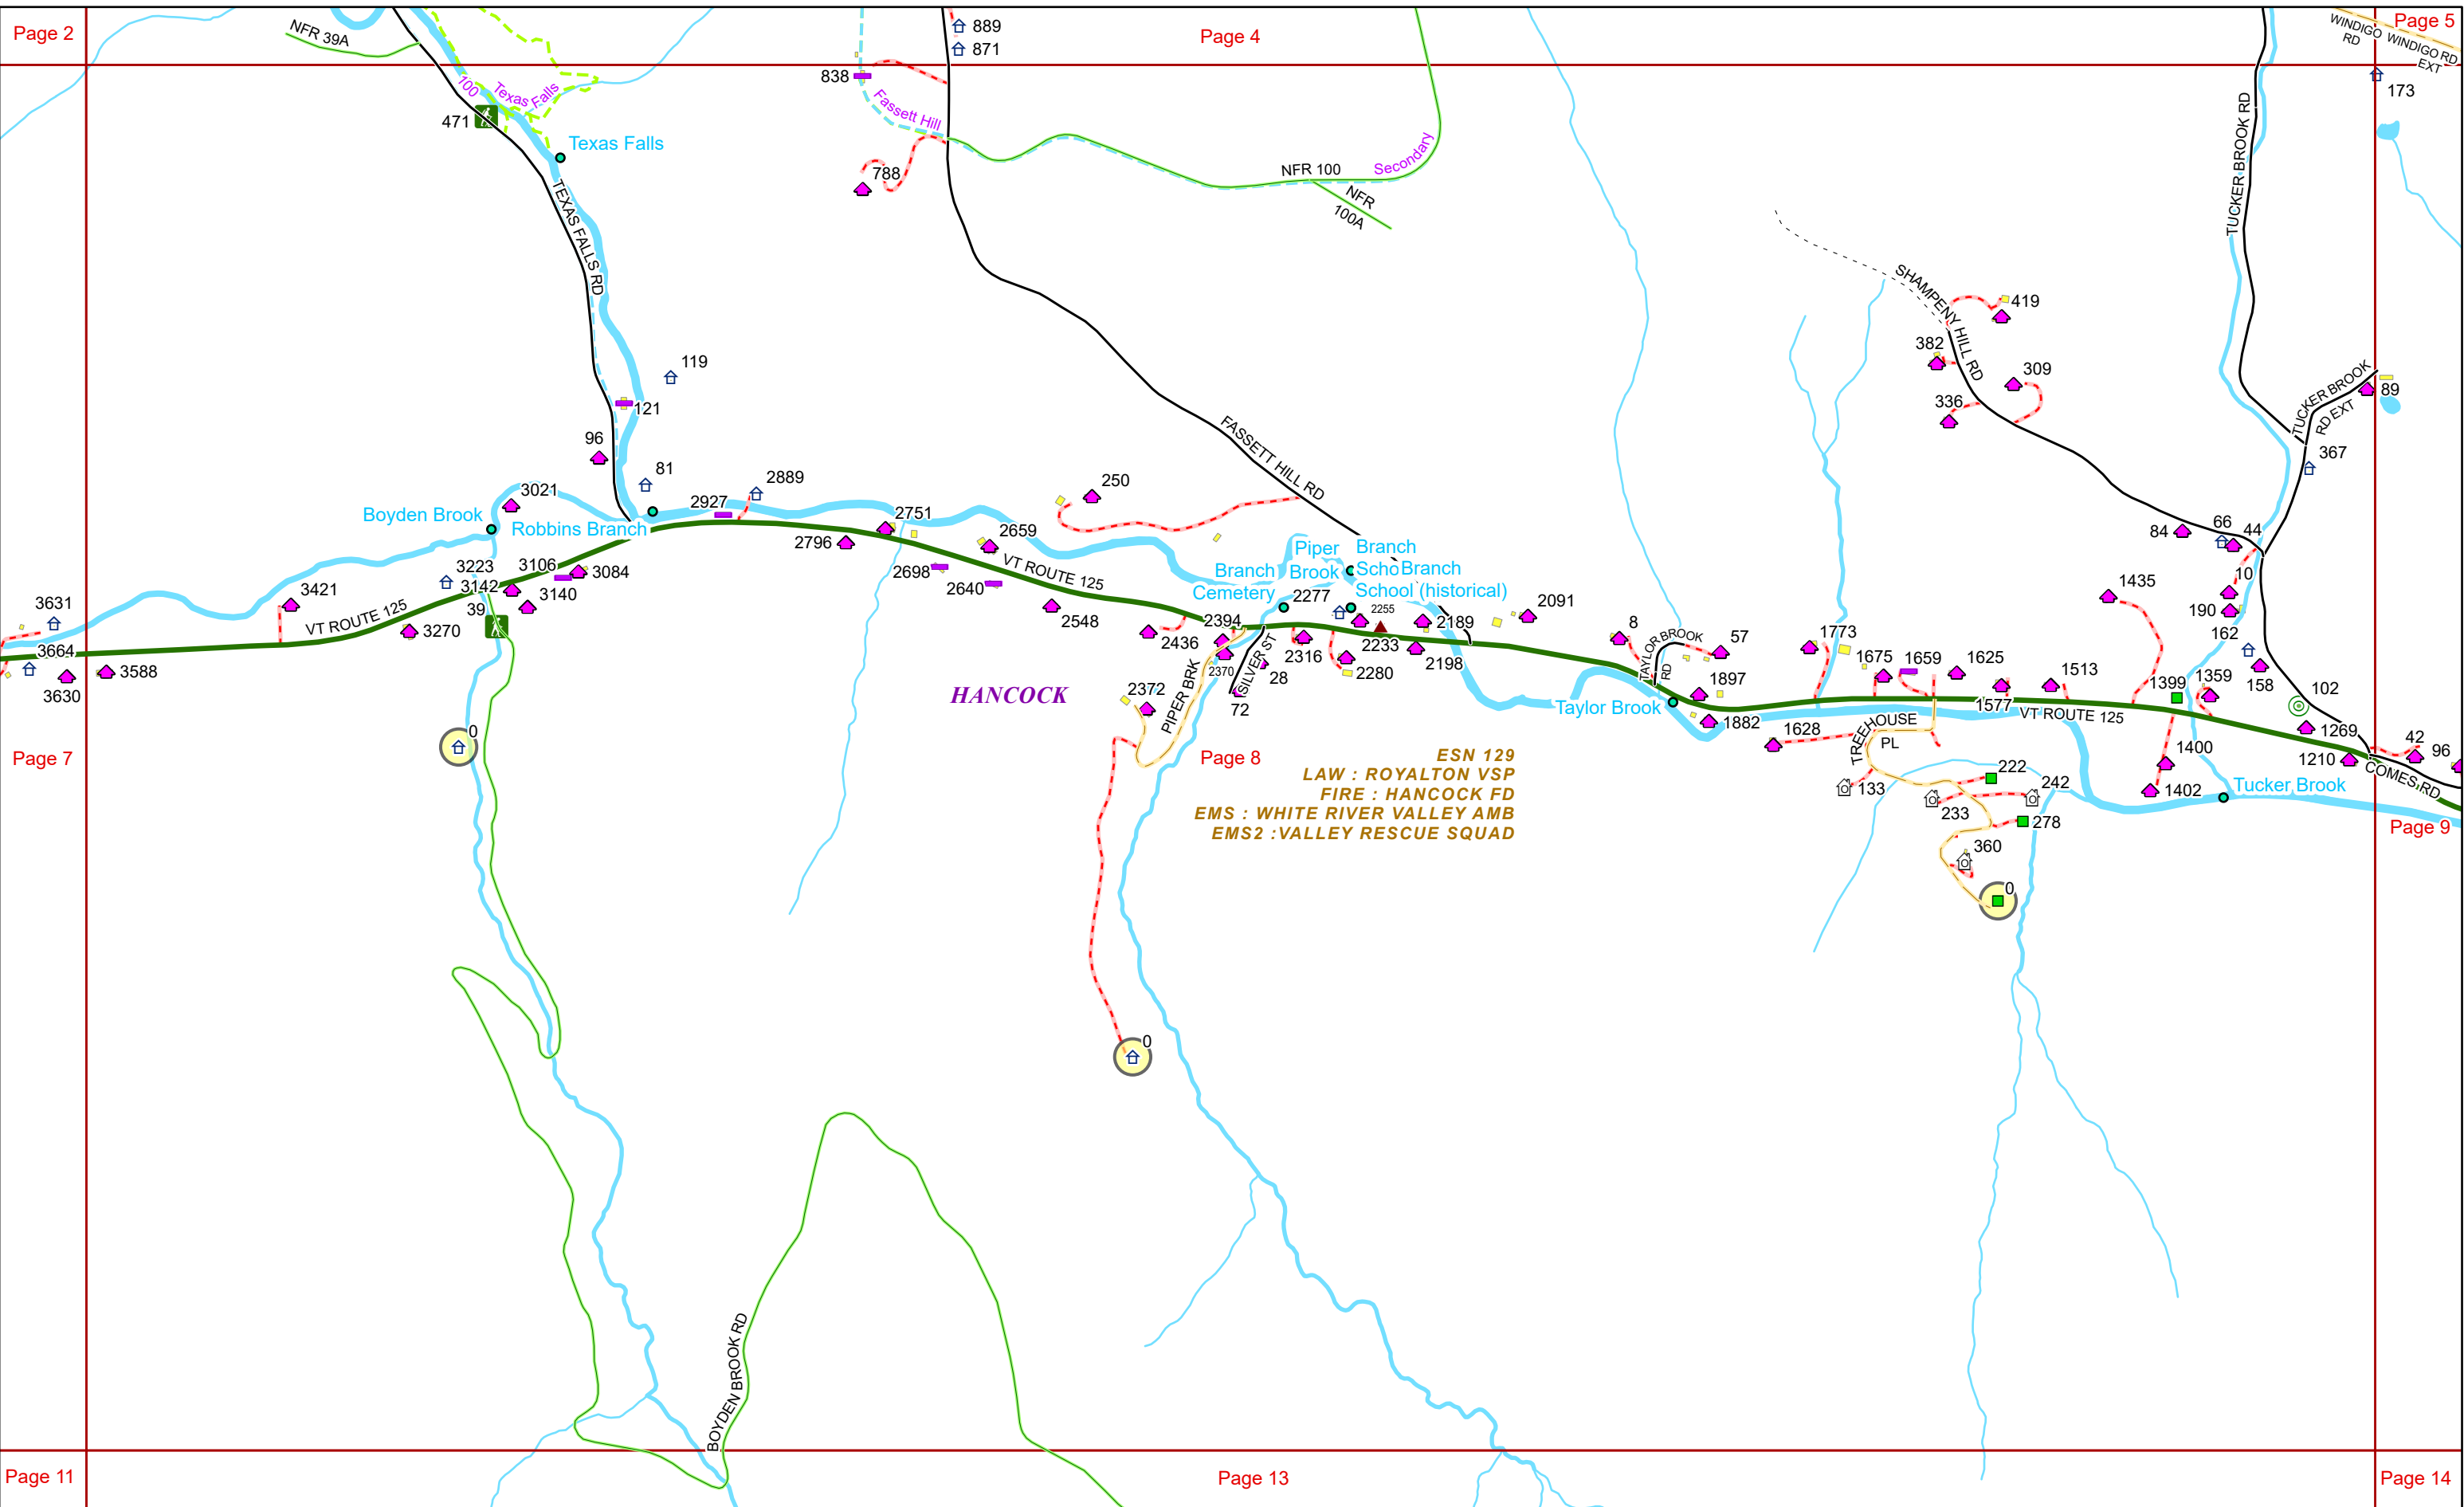 Page 2
NFR 39A
889
871
Page 4
WINDIGO RD
WINDIGO RD EXT
Page 5
838
100
Texas Falls
Fassett Hill
173
471
Texas Falls
788
NFR 100
Secondary
NFR 100A
TUCKER BROOK RD
TEXAS FALLS RD
SHAMPENY HILL RD
419
382
309
336
119
121
96
81
TUCKER BROOK RD EXT
89
367
FASSETT HILL RD
250
3021
2927
2889
Boyden Brook
Robbins Branch
2751
2796
2659
2698
2640
VT ROUTE 125
Piper Brook
Branch Cemetery
Branch
Scho
Branch
School (historical)
84
66
44
10
190
162
158
102
3223
3106
3142
3084
3140
39
3421
VT ROUTE 125
3270
3631
3664
3630
3588
2548
2436
2394
2277
2255
2233
2189
2198
2091
2316
2280
2370
2372
28
72
SILVER ST
PIPER BRK
HANCOCK
8
TAYLOR BROOK RD
57
1897
1882
Taylor Brook
1773
1675
1659
1625
1577
1513
1435
1399
1359
VT ROUTE 125
1628
TREEHOUSE PL
1400
1402
1269
1210
42
96
COMES RD
Tucker Brook
Page 7
0
Page 8
Page 9
ESN 129
LAW : ROYALTON VSP
FIRE : HANCOCK FD
EMS : WHITE RIVER VALLEY AMB
EMS2 :VALLEY RESCUE SQUAD
133
222
242
233
278
360
0
0
BOYDEN BROOK RD
Page 11
Page 13
Page 14